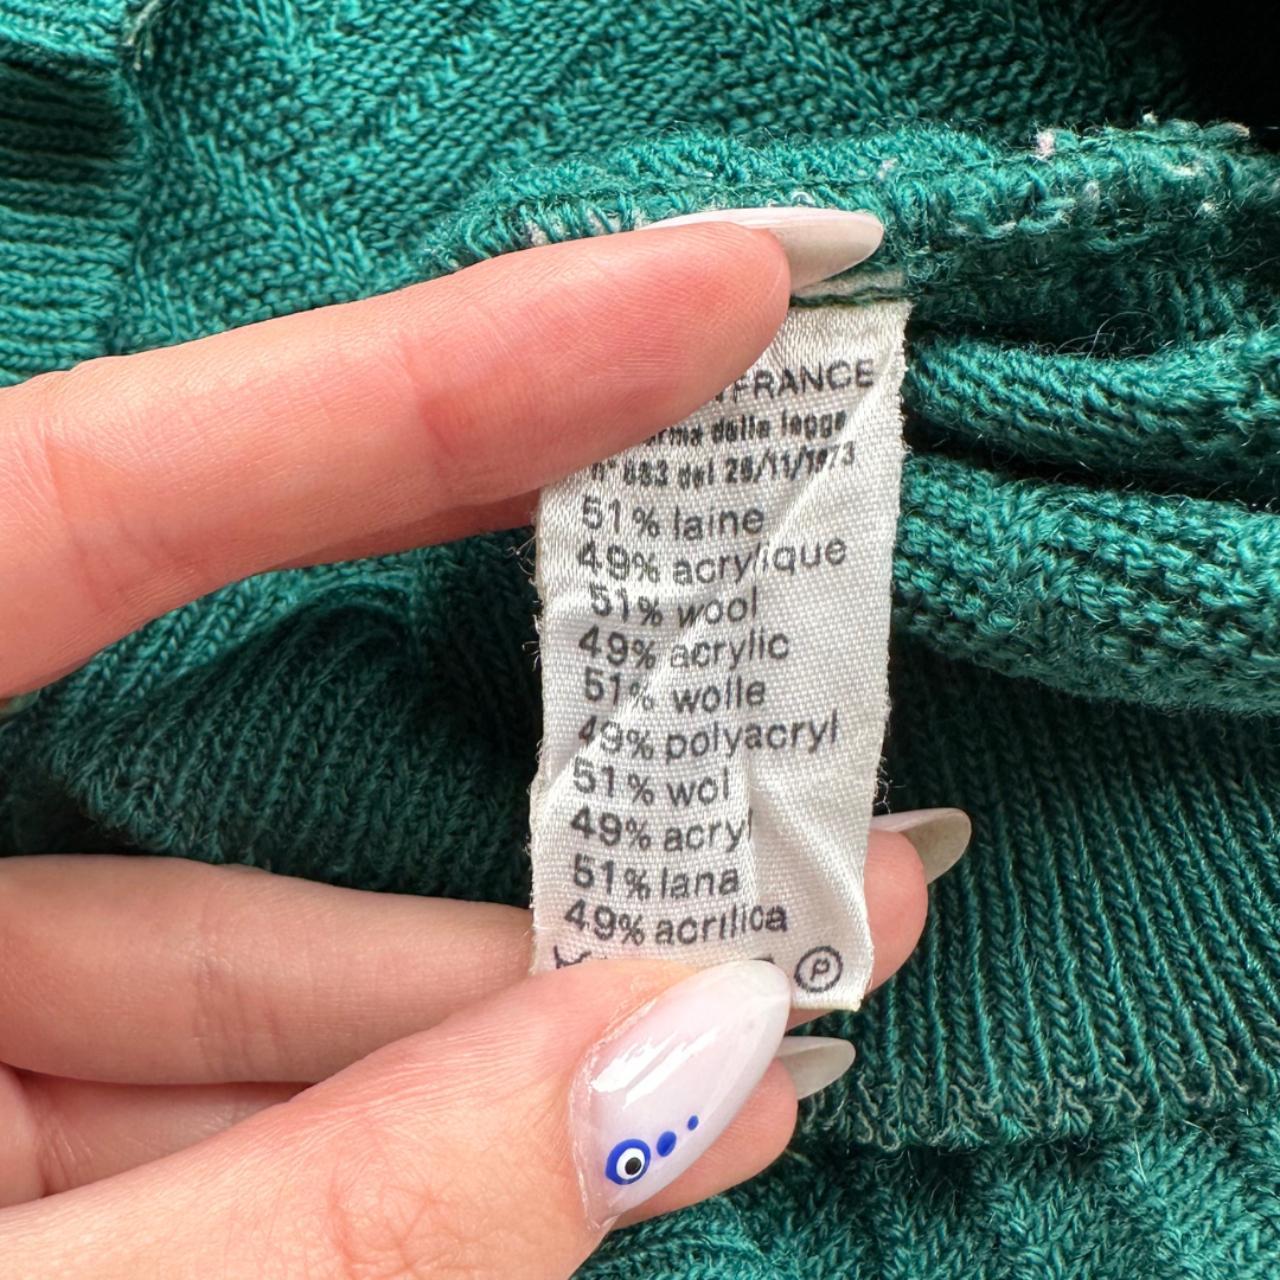 FRANCE
dalla legge
n° 883 del 26/11/1973
51% laine
49% acrylique
51% wool
49% acrylic
51% wolle
49% polyacryl
51% wol
49% acryl
51% lana
49% acrilica
P